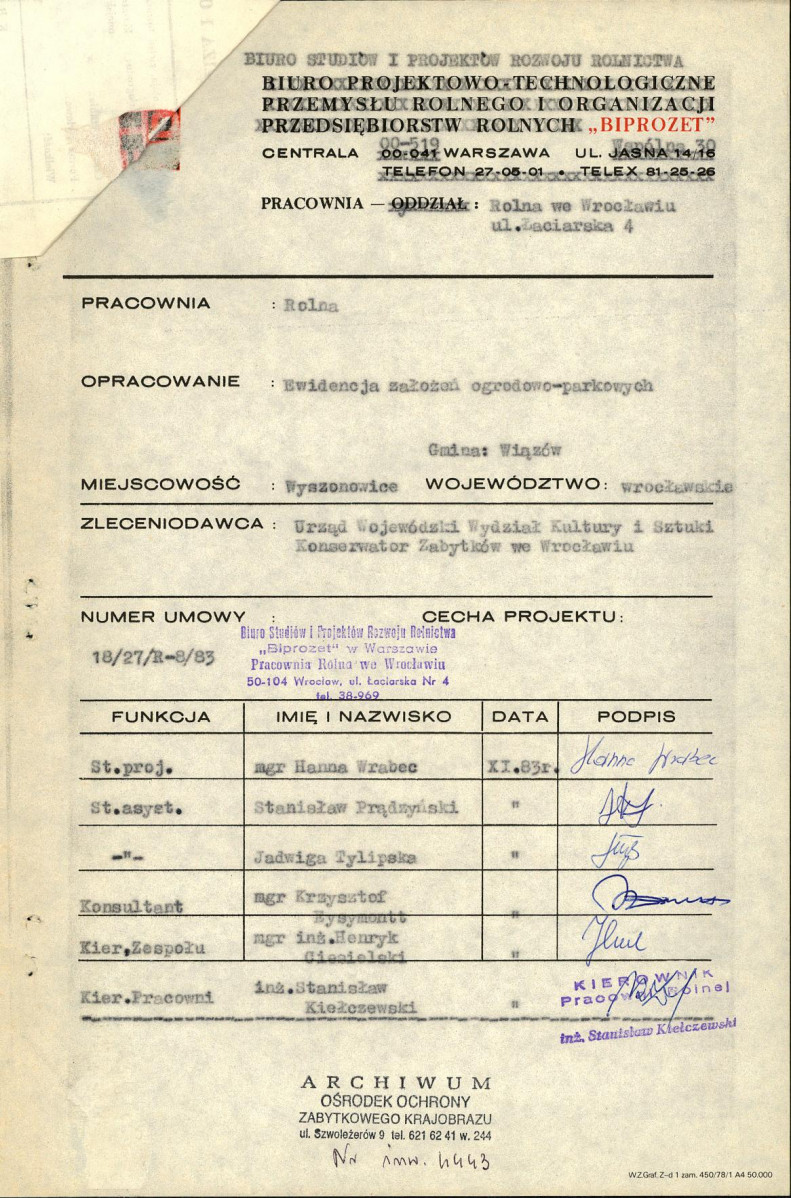 BIURO STUDIÓW I PROJEKTÓW ROZWOJU ROLNICTWA
BIURO PROJEKTOWO-TECHNOLOGICZNE
PRZEMYSŁU ROLNEGO I ORGANIZACJI
PRZEDSIĘBIORSTW ROLNYCH „BIPROZET"
00-519 Wspólna 30
CENTRALA 00-041 WARSZAWA UL. JASNA 14/16
TELEFON 27-05-01 • TELEX 81-25-26
PRACOWNIA — ODDZIAŁ : Rolna we Wrocławiu
ul.Łaciarska 4
PRACOWNIA : Rolna
OPRACOWANIE : Ewidencja założeń ogrodowo-parkowych
Gmina: Wiązów
MIEJSCOWOŚĆ : Wyszonowice WOJEWÓDZTWO: wrocławskie
ZLECENIODAWCA : Urząd Wojewódzki Wydział Kultury i Sztuki
Konserwator Zabytków we Wrocławiu
NUMER UMOWY : CECHA PROJEKTU:
Biuro Studiów i Projektów Rozwoju Rolnictwa
„Biprozet" w Warszawie
18/27/R-8/83
Pracownia Rolna we Wrocławiu
50-104 Wrocław, ul. Łaciarska Nr 4
tel. 38-969
FUNKCJA IMIĘ I NAZWISKO DATA PODPIS
St.proj. mgr Hanna Wrabec XI.83r. Hanna Wrabec
St.asyst. Stanisław Prądzyński "
-"- Jadwiga Tylipska "
Konsultant mgr Krzysztof
Eysymontt "
Kier.Zespołu mgr inż.Henryk
Ciesielski "
Kier.Pracowni inż.Stanisław
Kiełczewski "
KIEROWNIK
Pracowni Rolnej
inż. Stanisław Kiełczewski
ARCHIWUM
OŚRODEK OCHRONY
ZABYTKOWEGO KRAJOBRAZU
ul. Szwoleżerów 9 tel. 621 62 41 w. 244
Nr inw. 4443
W.Z.Graf. Z-d 1 zam. 450/78/1 A4 50.000